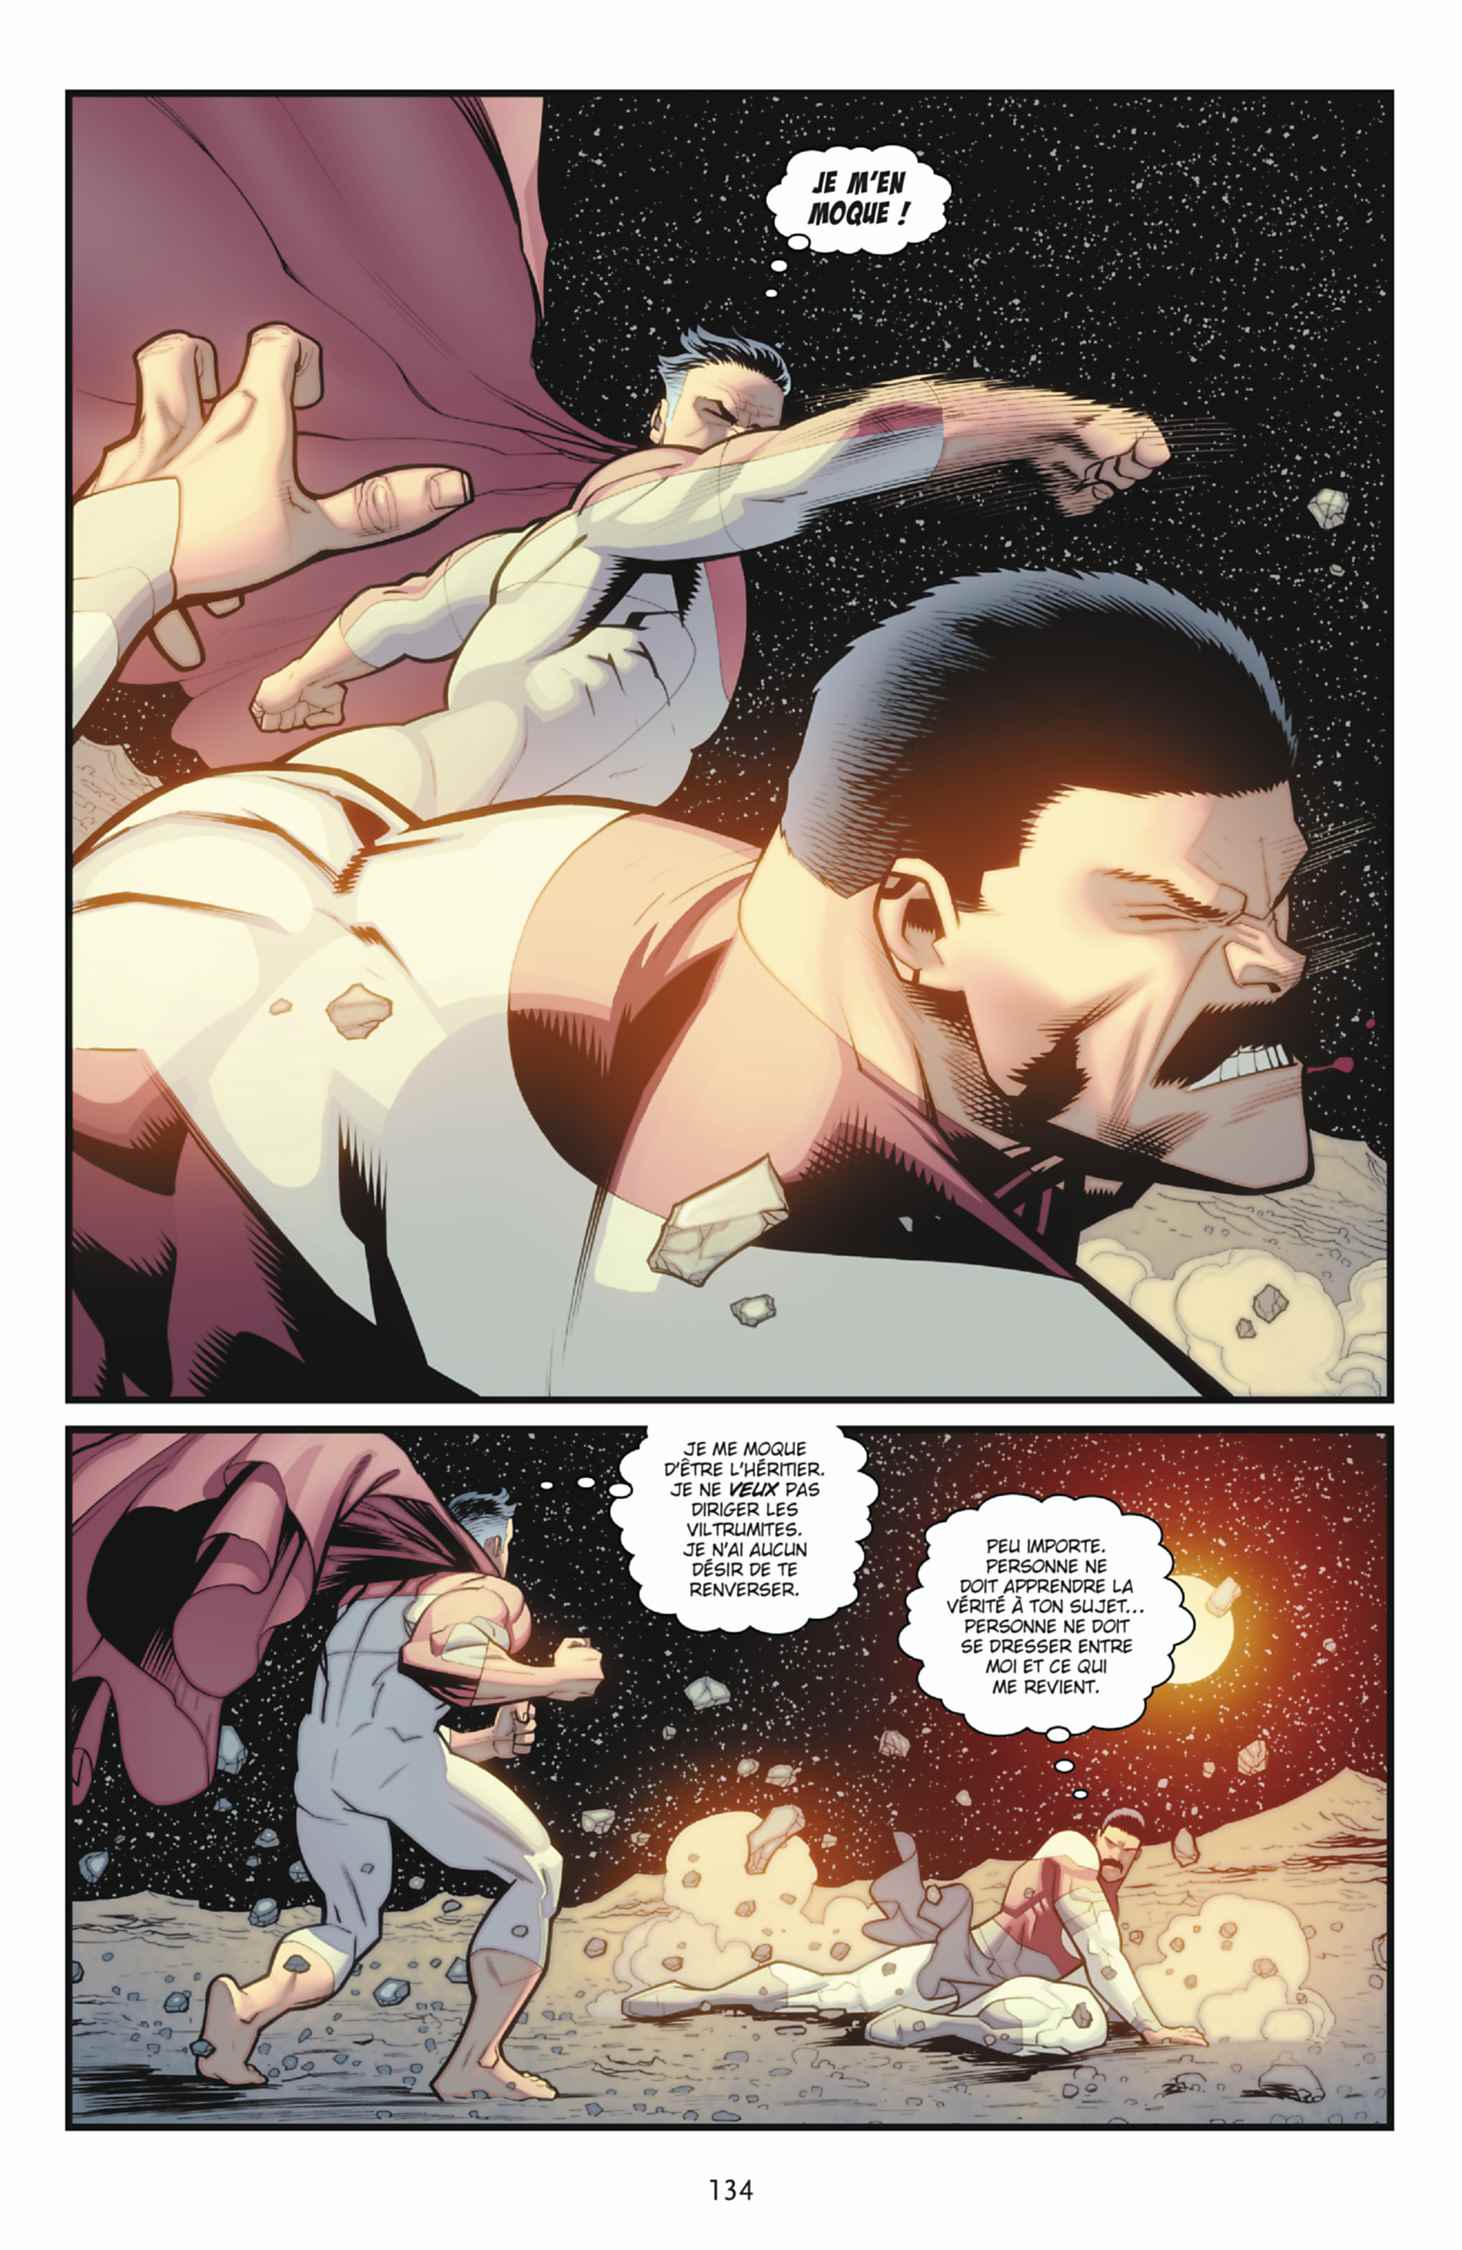 JE M'EN
MOQUE !
JE ME MOQUE
D'ÊTRE L'HÉRITIER.
JE NE VEUX PAS
DIRIGER LES
VILTRUMITES.
JE N'AI AUCUN
DÉSIR DE TE
RENVERSER.
PEU IMPORTE.
PERSONNE NE
DOIT APPRENDRE LA
VÉRITÉ À TON SUJET...
PERSONNE NE DOIT
SE DRESSER ENTRE
MOI ET CE QUI
ME REVIENT.
134